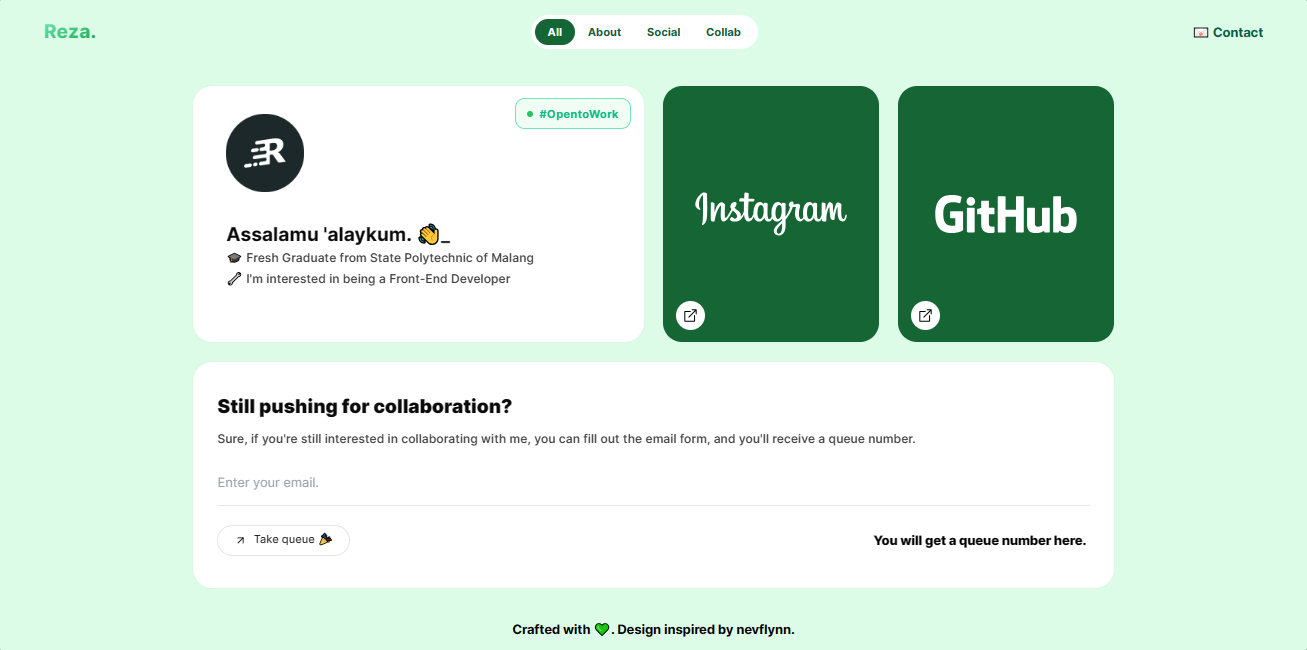 Reza.
All About Social Collab
Contact
#OpentoWork
R
Assalamu 'alaykum. 👋_
🎓 Fresh Graduate from State Polytechnic of Malang
🦴 I'm interested in being a Front-End Developer
Instagram
GitHub
Still pushing for collaboration?
Sure, if you're still interested in collaborating with me, you can fill out the email form, and you'll receive a queue number.
Enter your email.
Take queue 🎉
You will get a queue number here.
Crafted with 💚. Design inspired by nevflynn.